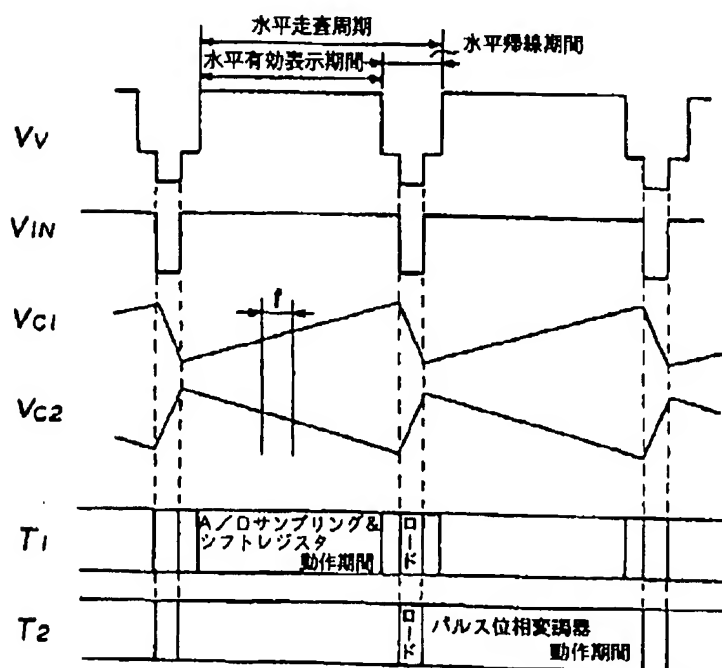 水平走査周期
水平帰線期間
水平有効表示期間
VV
VIN
VC1
f
VC2
T1
A/Dサンプリング&
シフトレジスタ
動作期間
ロード
T2
ロード
パルス位相変調器
動作期間